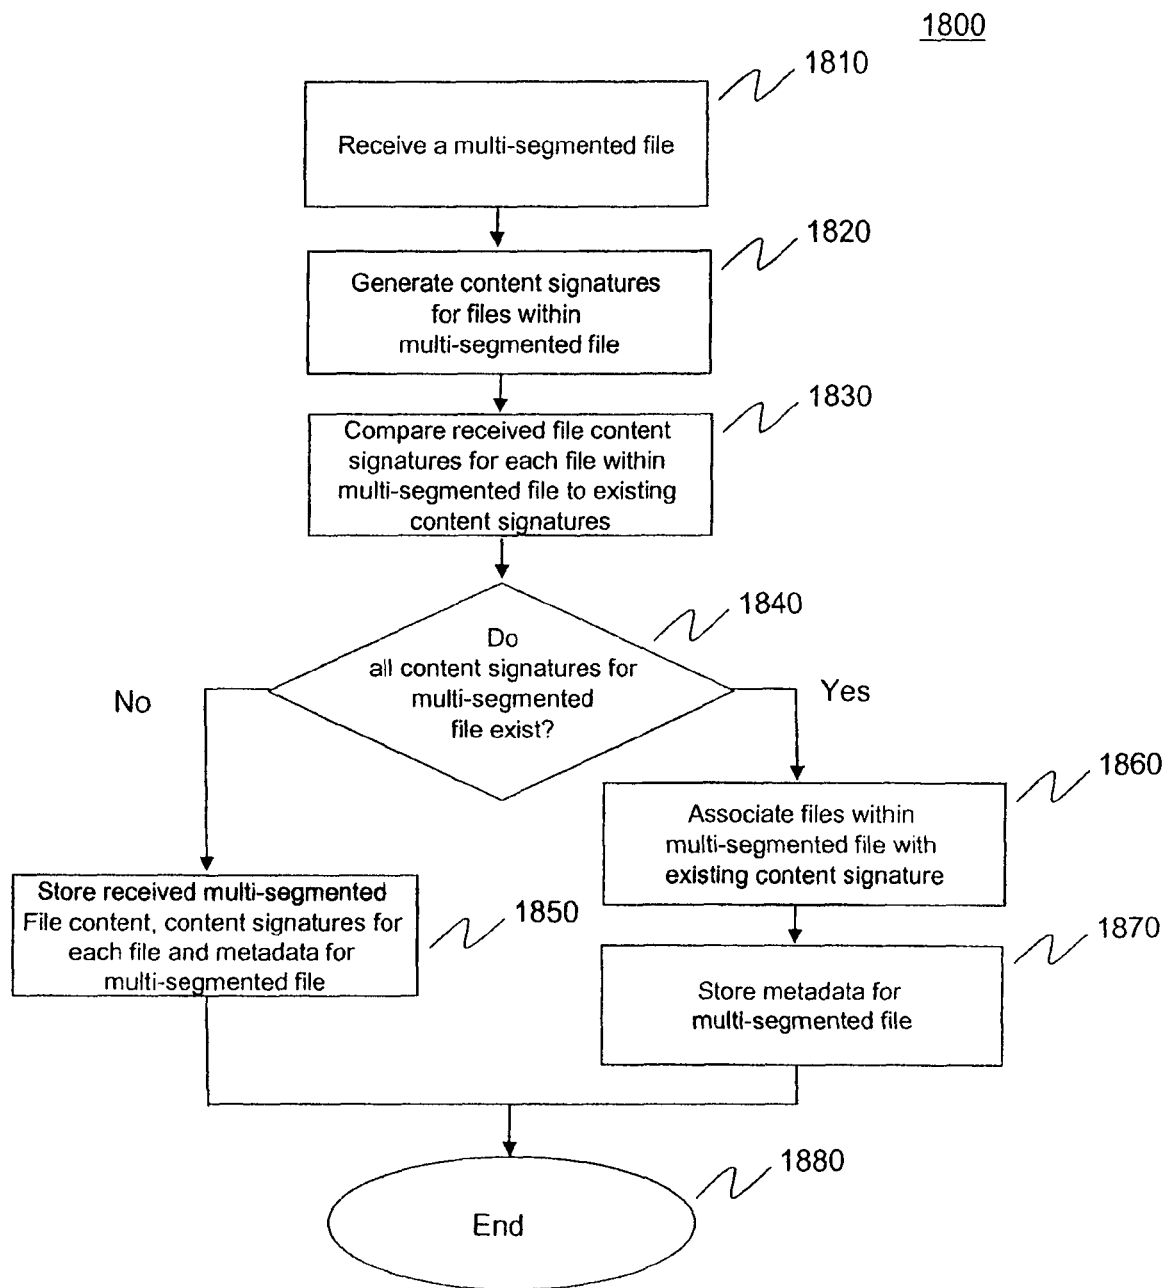 1800
1810
Receive a multi-segmented file
1820
Generate content signatures
for files within
multi-segmented file
1830
Compare received file content
signatures for each file within
multi-segmented file to existing
content signatures
1840
Do
all content signatures for
multi-segmented
file exist?
No
Yes
1860
Associate files within
multi-segmented file with
existing content signature
1850
Store received multi-segmented
File content, content signatures for
each file and metadata for
multi-segmented file
1870
Store metadata for
multi-segmented file
1880
End